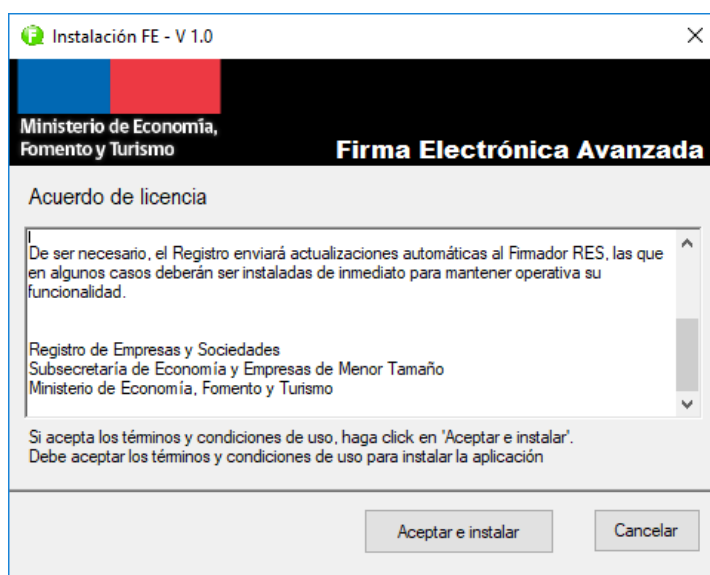 Instalación FE - V 1.0
Ministerio de Economía,
Fomento y Turismo
Firma Electrónica Avanzada
Acuerdo de licencia
De ser necesario, el Registro enviará actualizaciones automáticas al Firmador RES, las que
en algunos casos deberán ser instaladas de inmediato para mantener operativa su
funcionalidad.
Registro de Empresas y Sociedades
Subsecretaría de Economía y Empresas de Menor Tamaño
Ministerio de Economía, Fomento y Turismo
Si acepta los términos y condiciones de uso, haga click en 'Aceptar e instalar'.
Debe aceptar los términos y condiciones de uso para instalar la aplicación
Aceptar e instalar
Cancelar